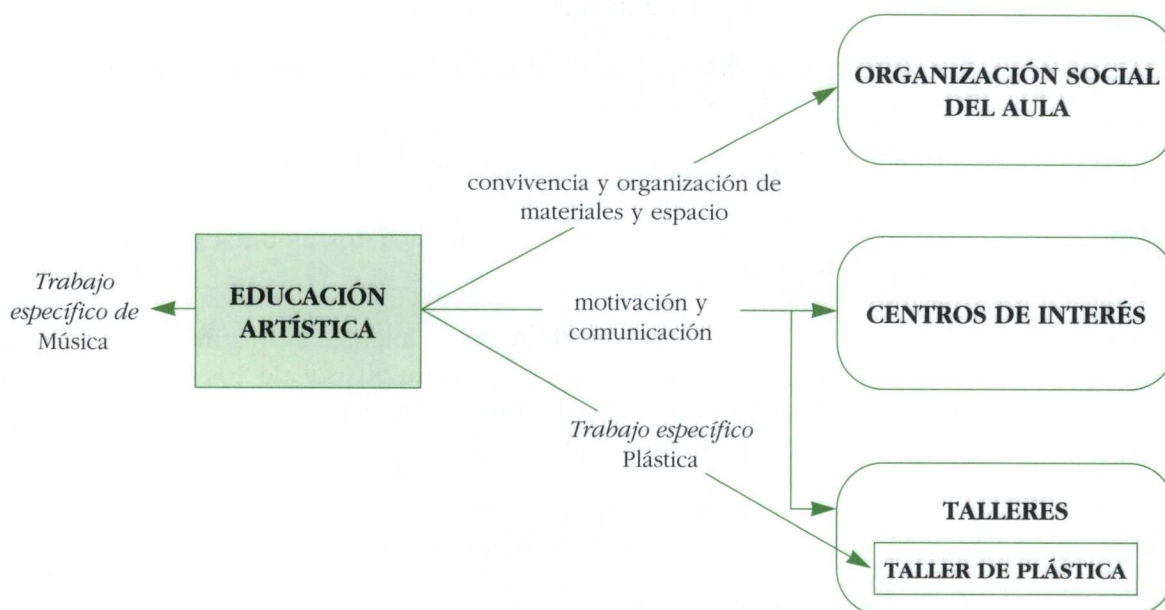 ORGANIZACIÓN SOCIAL
DEL AULA
convivencia y organización de
materiales y espacio
Trabajo
específico de
Música
EDUCACIÓN
ARTÍSTICA
motivación y
comunicación
CENTROS DE INTERÉS
Trabajo específico
Plástica
TALLERES
TALLER DE PLÁSTICA